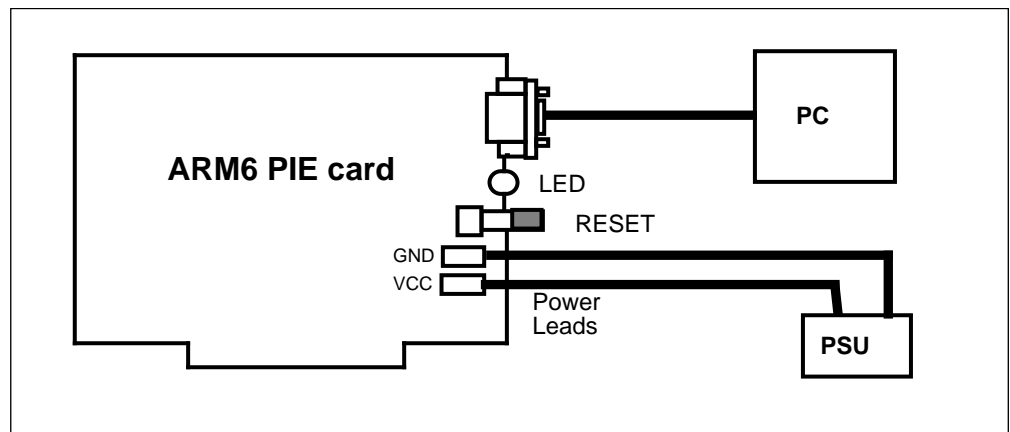 PC
ARM6 PIE card
LED
RESET
GND
VCC
Power
Leads
PSU